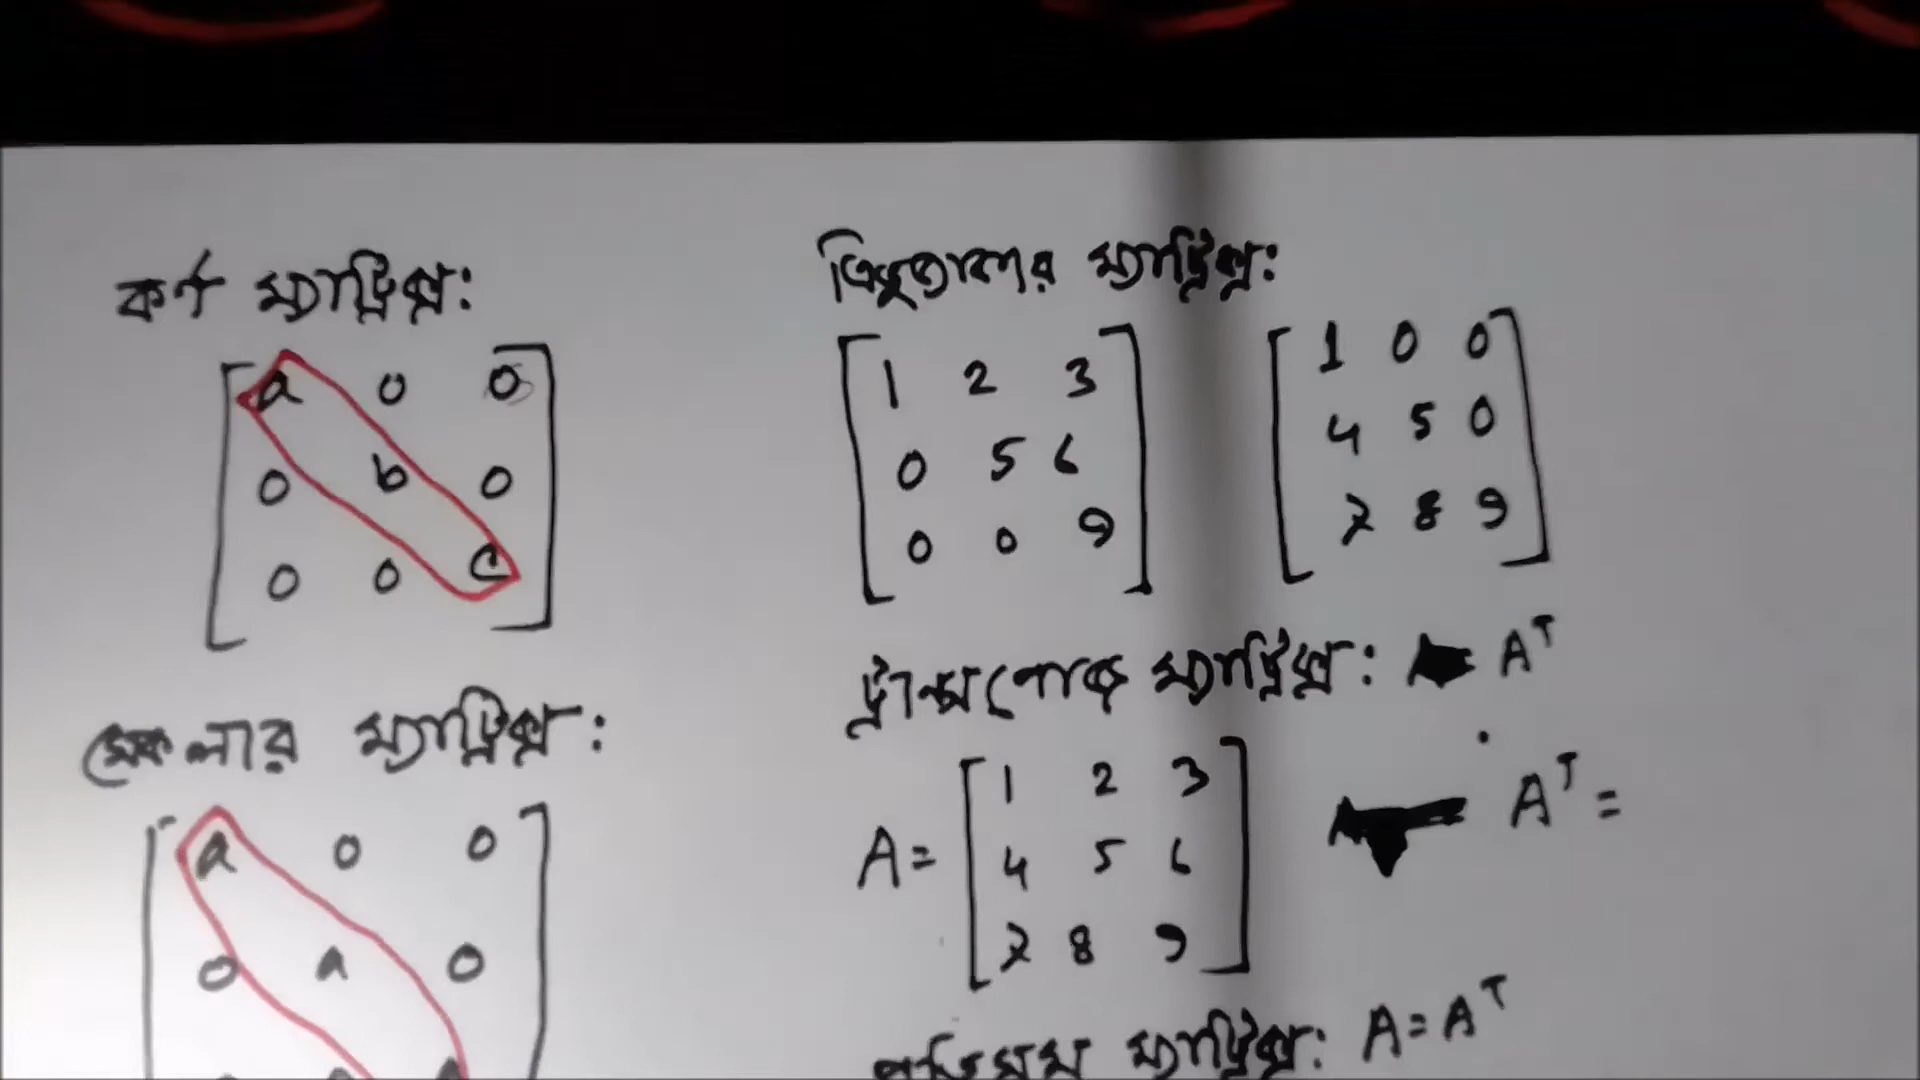 কর্ণ ম্যাট্রিক্স:
a 0 0
0 b 0
0 0 c
স্কেলার ম্যাট্রিক্স:
a 0 0
0 a 0
ত্রিভূজাকার ম্যাট্রিক্স:
1 2 3
0 5 6
0 0 9
1 0 0
4 5 0
7 8 9
ট্রান্সপোজ ম্যাট্রিক্স: Aᵀ
A = 1 2 3
4 5 6
7 8 9
Aᵀ =
প্রতিসম ম্যাট্রিক্স: A = Aᵀ